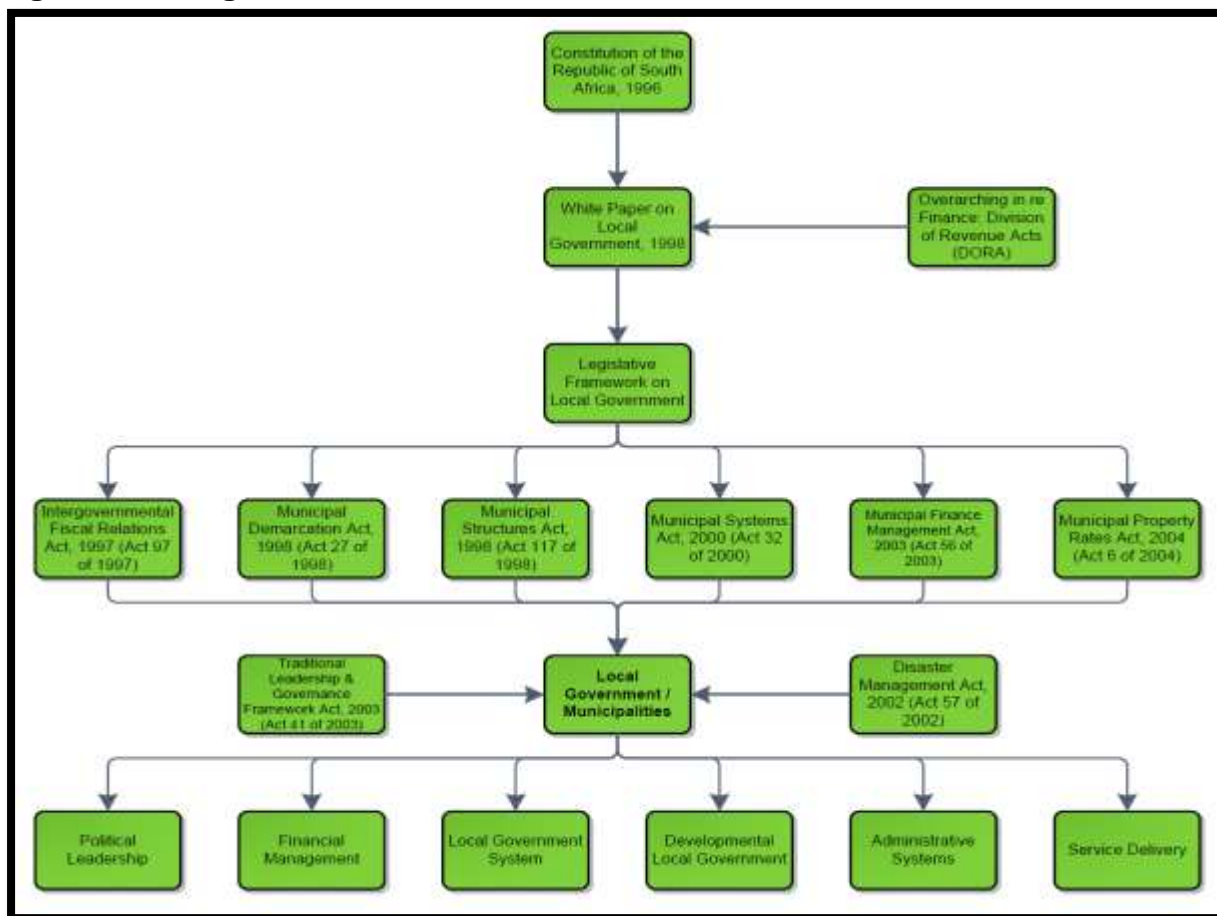 Constitution of the
Republic of South
Africa, 1996
White Paper on
Local
Government, 1998
Overarching in re
Finance: Division
of Revenue Acts
(DORA)
Legislative
Framework on
Local Government
Intergovernmental
Fiscal Relations
Act, 1997 (Act 97
of 1997)
Municipal
Demarcation Act,
1998 (Act 27 of
1998)
Municipal
Structures Act,
1998 (Act 117 of
1998)
Municipal Systems
Act, 2000 (Act 32
of 2000)
Municipal Finance
Management Act,
2003 (Act 56 of
2003)
Municipal Property
Rates Act, 2004
(Act 6 of 2004)
Traditional
Leadership &
Governance
Framework Act, 2003
(Act 41 of 2003)
Local
Government /
Municipalities
Disaster
Management Act,
2002 (Act 57 of
2002)
Political
Leadership
Financial
Management
Local Government
System
Developmental
Local Government
Administrative
Systems
Service Delivery